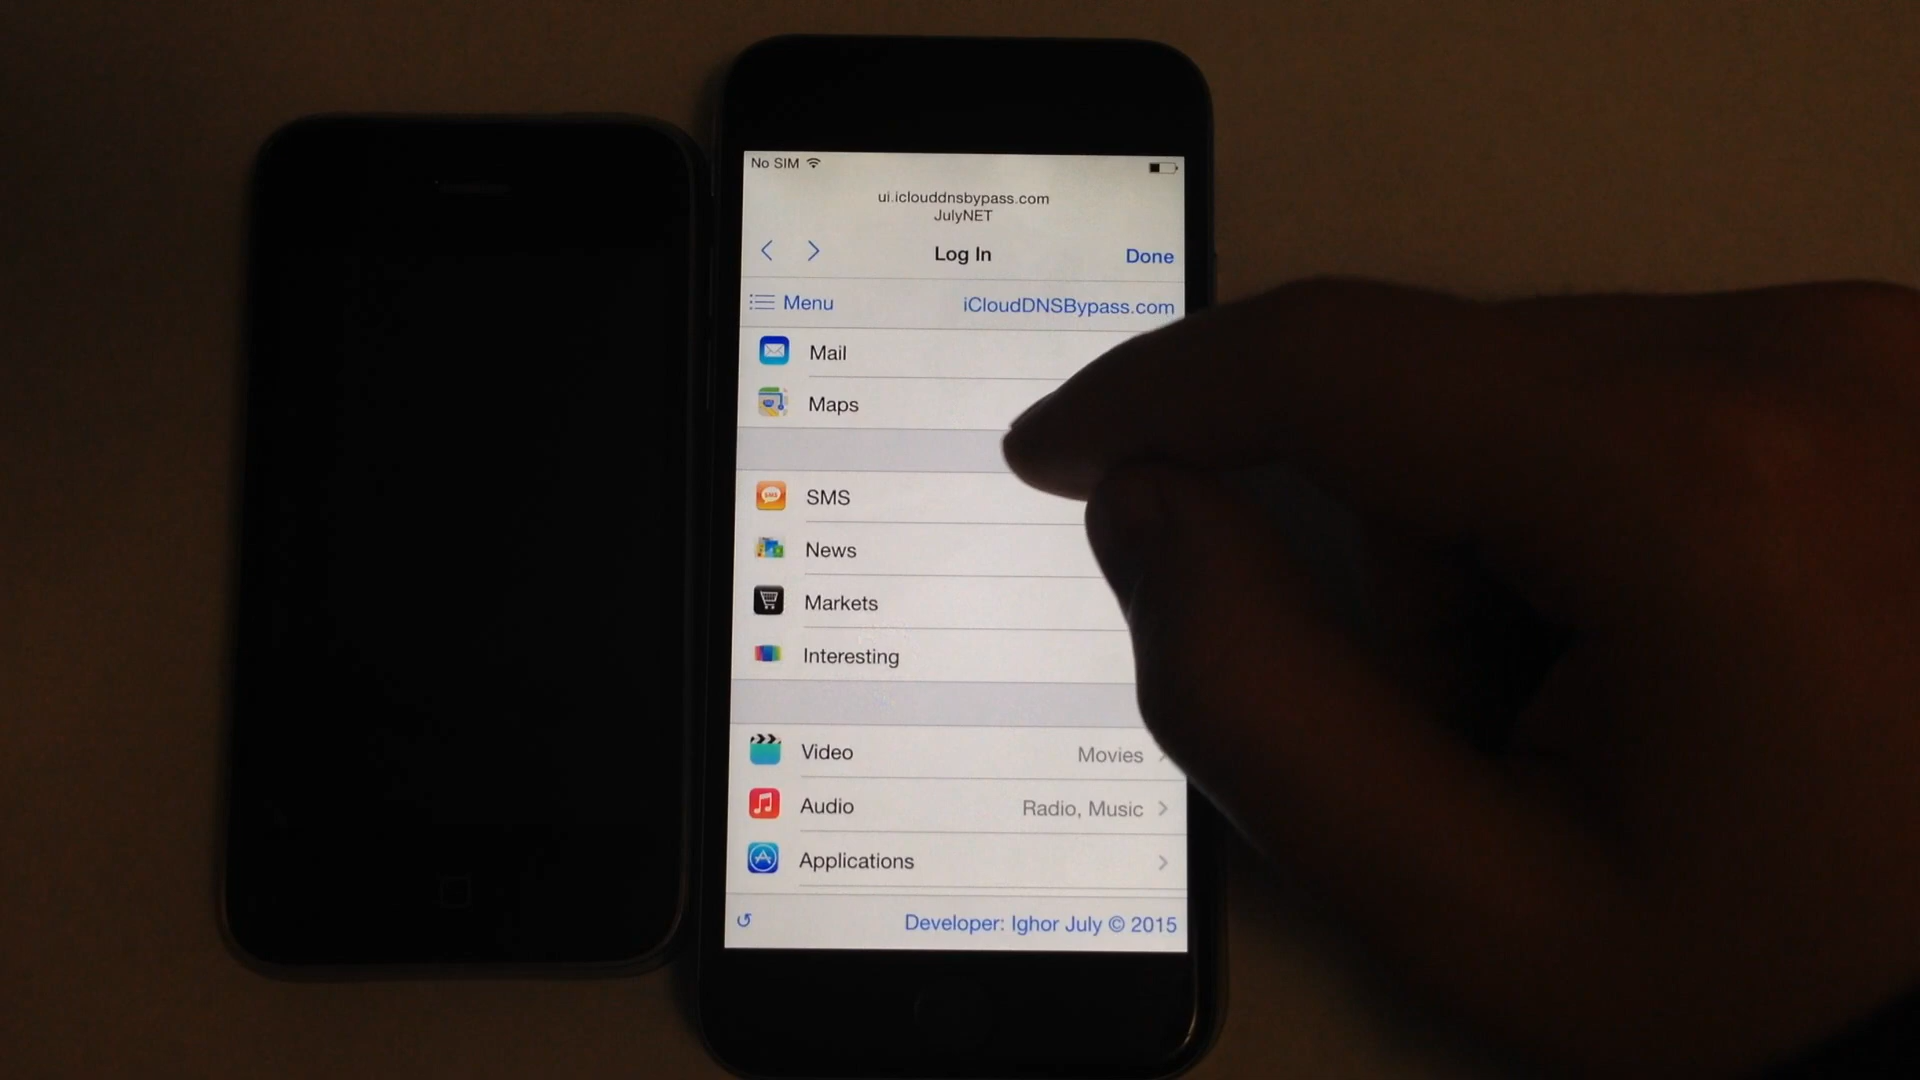 No SIM
ui.iclouddnsbypass.com
JulyNET
Log In
Done
Menu
iCloudDNSBypass.com
Mail
Maps
SMS
SMS
News
Markets
Interesting
Video
Movies
Audio
Radio, Music
Applications
Developer: Ighor July © 2015